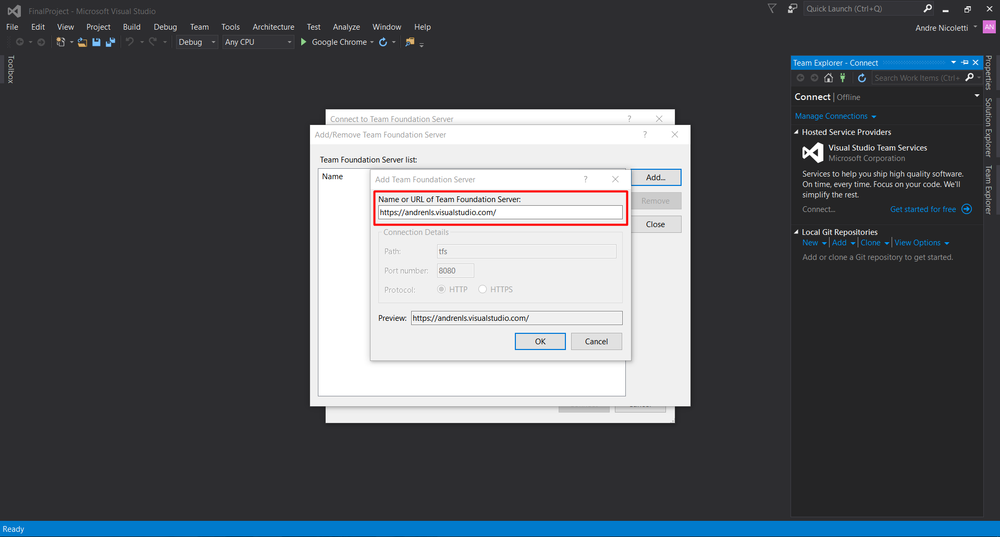 FinalProject - Microsoft Visual Studio
Quick Launch (Ctrl+Q)
File Edit View Project Build Debug Team Tools Architecture Test Analyze Window Help
Andre Nicoletti AN
Debug Any CPU Google Chrome
Toolbox
Team Explorer - Connect
Search Work Items (Ctrl+
Connect | Offline
Manage Connections
Hosted Service Providers
Visual Studio Team Services
Microsoft Corporation
Services to help you ship high quality software.
On time, every time. Focus on your code. We'll
simplify the rest.
Connect... Get started for free
Local Git Repositories
New Add Clone View Options
Add or clone a Git repository to get started.
Properties
Solution Explorer
Team Explorer
Connect to Team Foundation Server ?
Add/Remove Team Foundation Server ?
Team Foundation Server list:
Name
Add...
Remove
Close
Add Team Foundation Server ?
Name or URL of Team Foundation Server:
https://andrenls.visualstudio.com/
Connection Details
Path: tfs
Port number: 8080
Protocol: HTTP HTTPS
Preview: https://andrenls.visualstudio.com/
OK Cancel
Ready